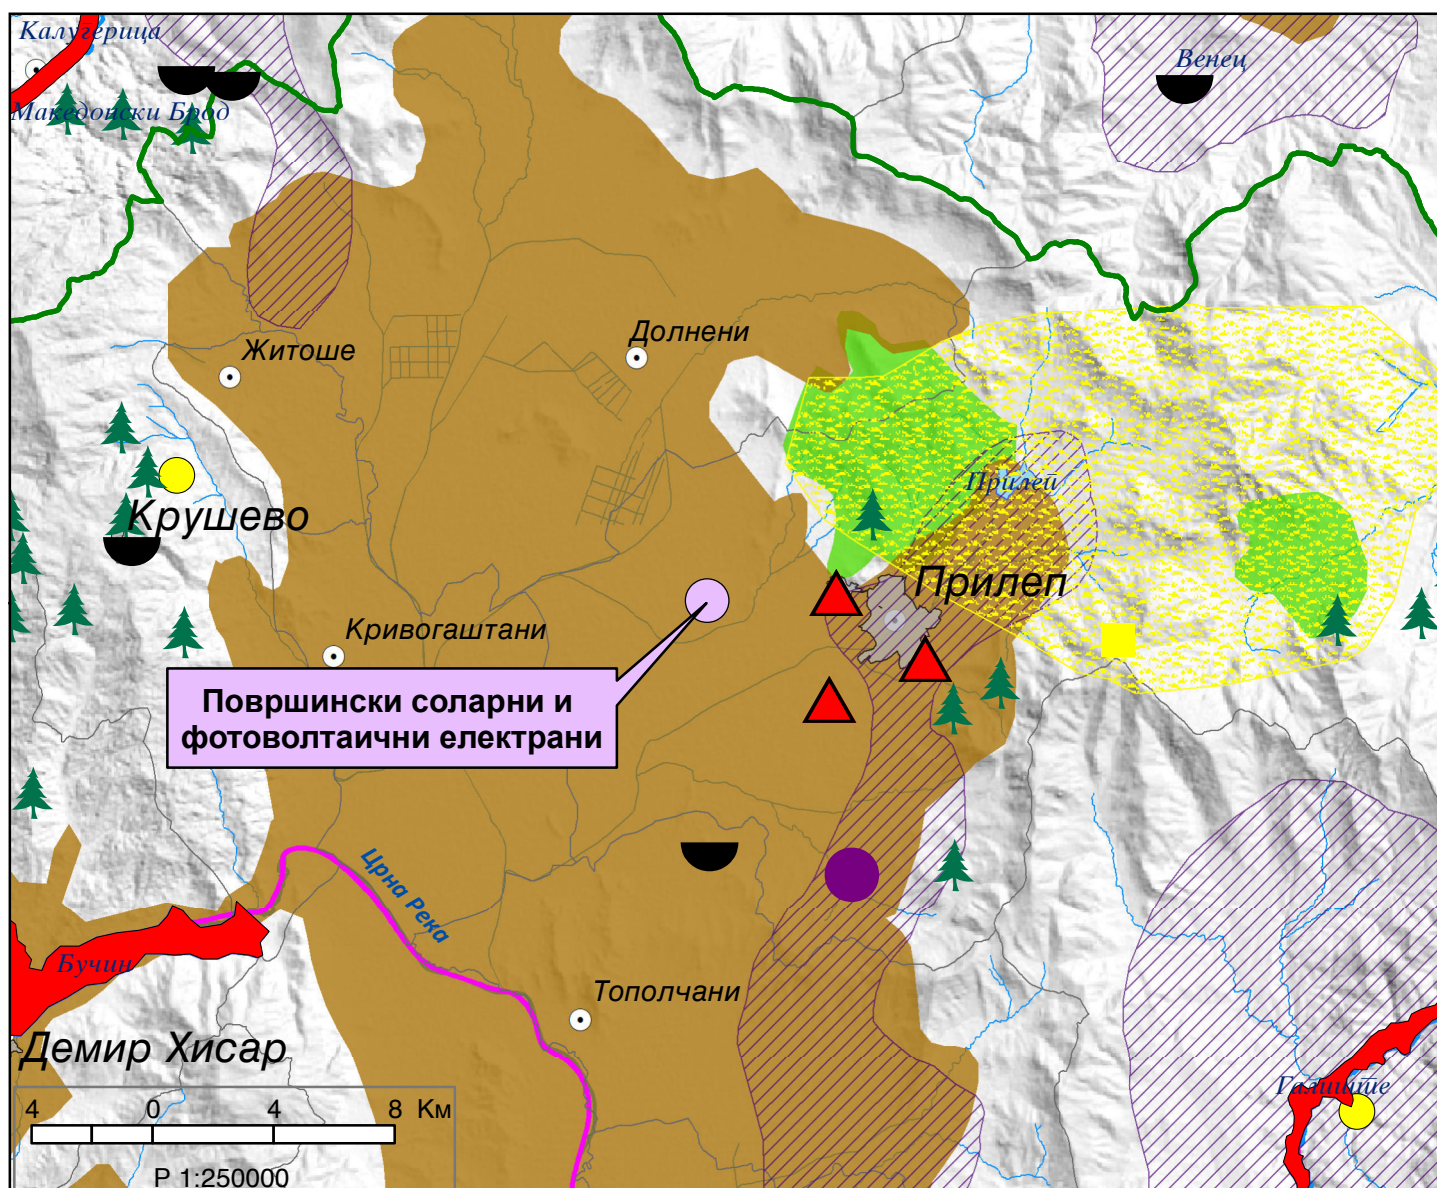 Калугерица
Венец
Македонски Брод
Долнени
Житоше
Прилеп
Крушево
Прилеп
Кривогаштани
Површински соларни и
фотоволтаични електрани
Црна Река
Бучин
Тополчани
Демир Хисар
Галиште
4 0 4 8 Км
Р 1:250000